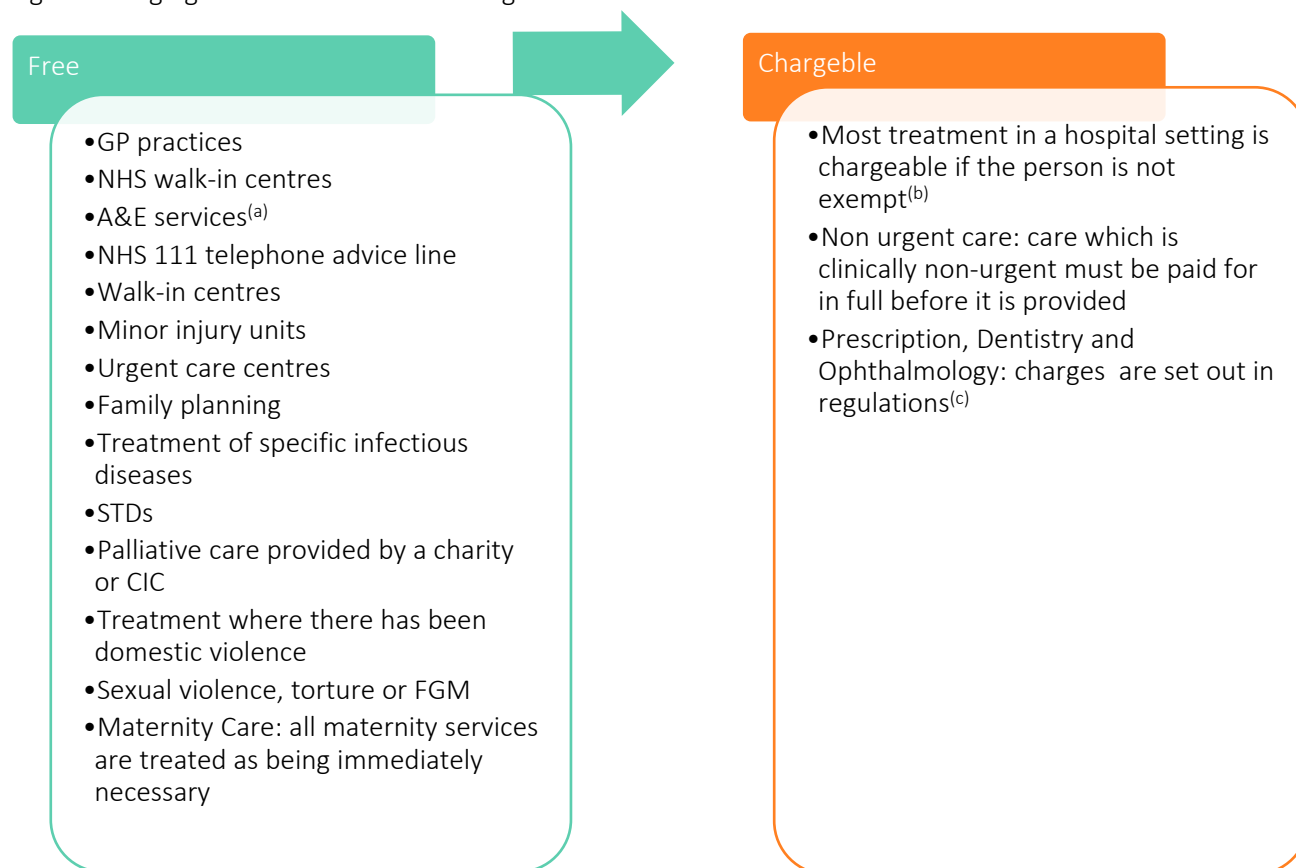 Free
•GP practices
•NHS walk-in centres
•A&E services(a)
•NHS 111 telephone advice line
•Walk-in centres
•Minor injury units
•Urgent care centres
•Family planning
•Treatment of specific infectious
diseases
•STDs
•Palliative care provided by a charity
or CIC
•Treatment where there has been
domestic violence
•Sexual violence, torture or FGM
•Maternity Care: all maternity services
are treated as being immediately
necessary
Chargeble
•Most treatment in a hospital setting is
chargeable if the person is not
exempt(b)
•Non urgent care: care which is
clinically non-urgent must be paid for
in full before it is provided
•Prescription, Dentistry and
Ophthalmology: charges are set out in
regulations(c)